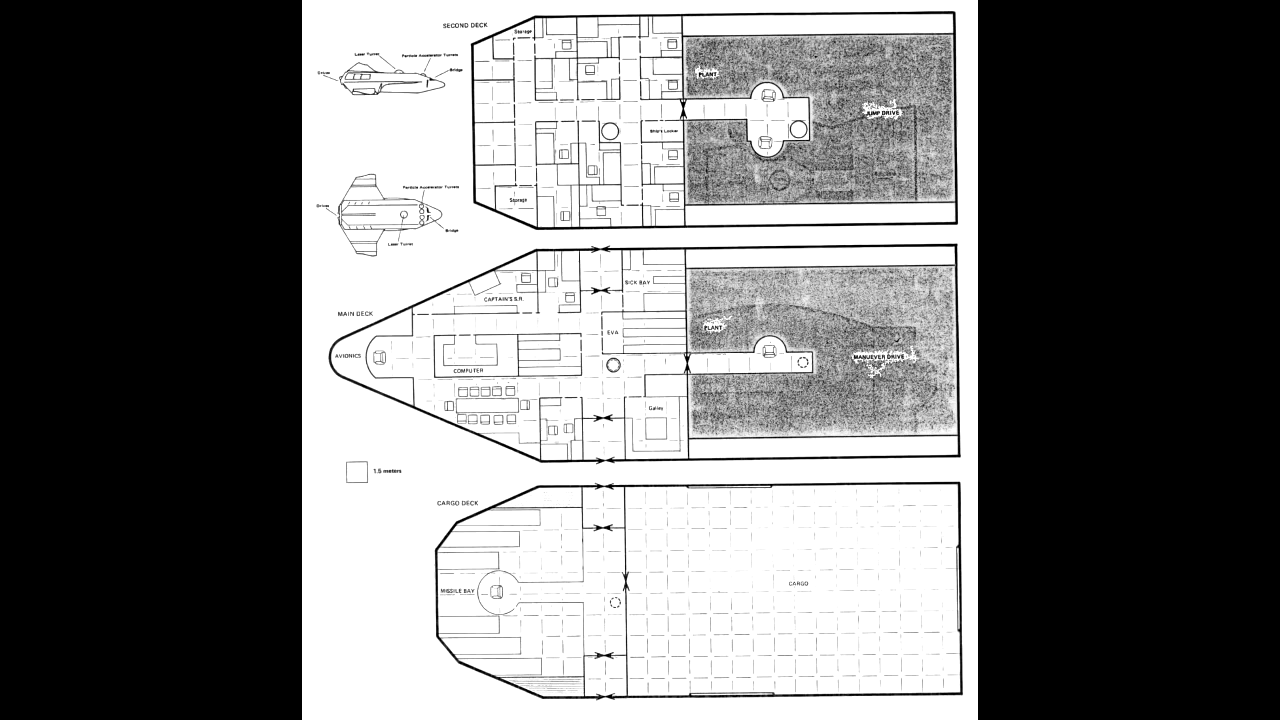 SECOND DECK
Storage
Laser Turret
Particle Accelerator Turrets
Drives
Bridge
PLANT
JUMP DRIVE
Ship's Locker
Particle Accelerator Turrets
Storage
Drives
Bridge
Laser Turret
SICK BAY
CAPTAIN'S S.R.
MAIN DECK
EVA
PLANT
AVIONICS
MANUEVER DRIVE
COMPUTER
Galley
1.5 meters
CARGO DECK
CARGO
MISSILE BAY